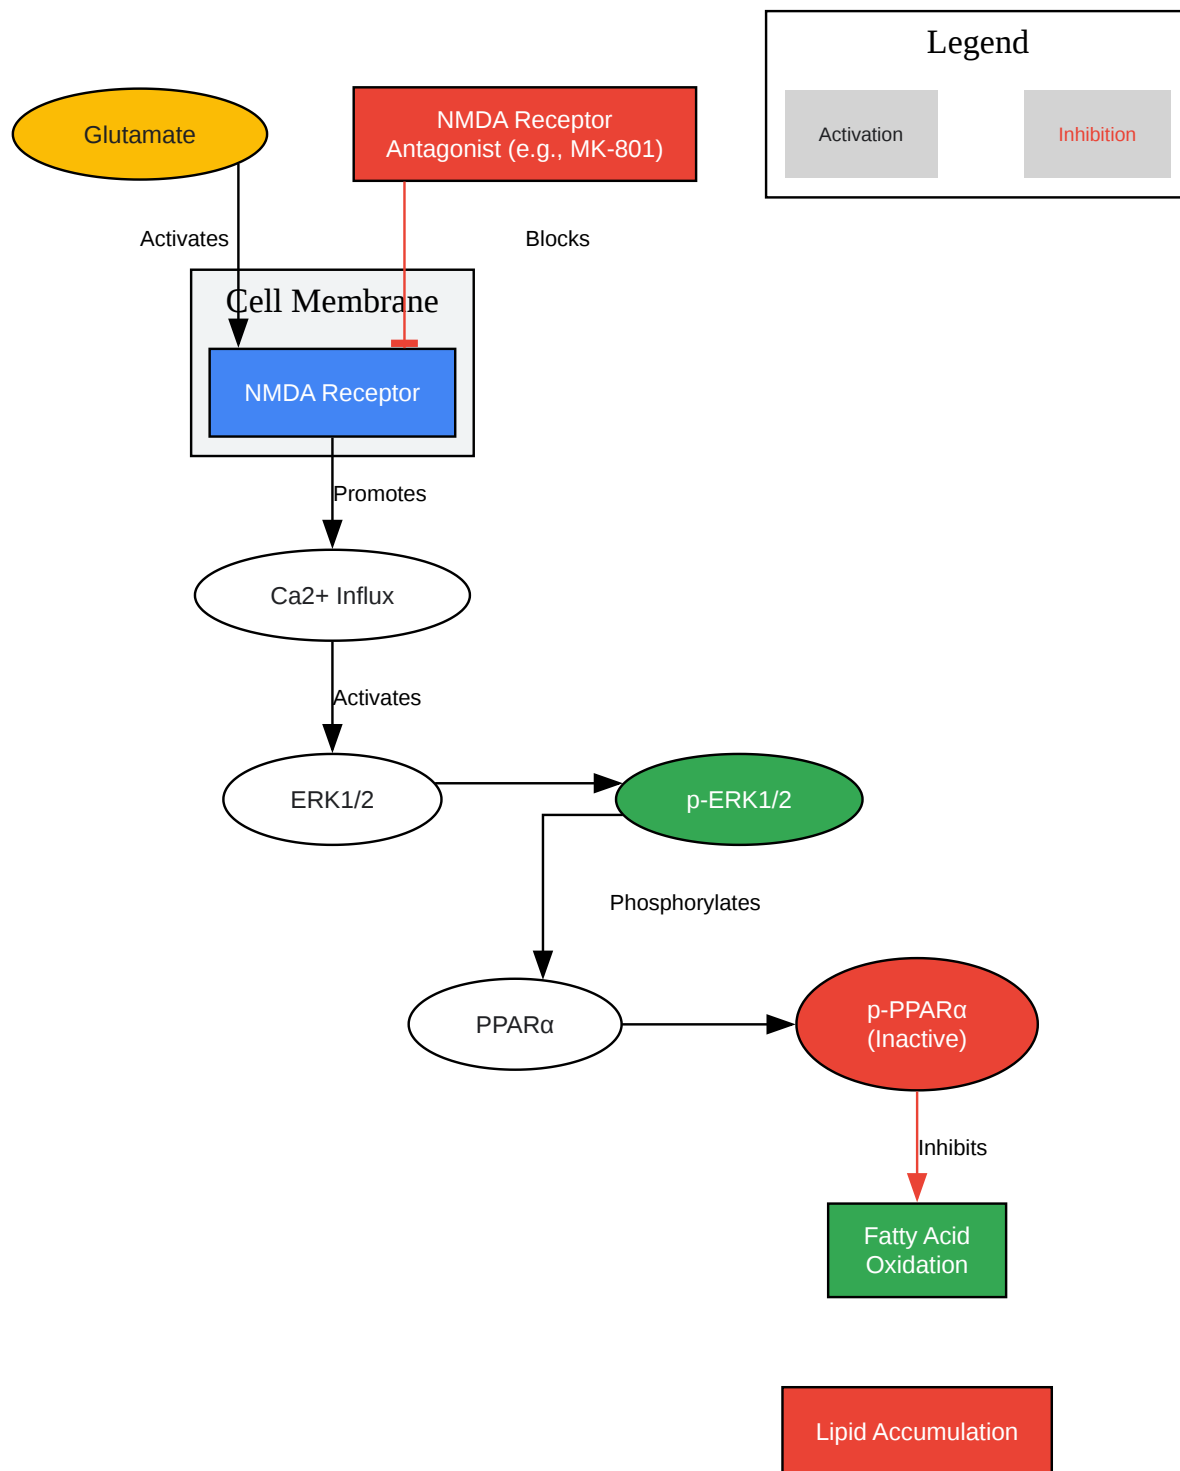 Legend
Activation
Inhibition
Glutamate
NMDA Receptor
Antagonist (e.g., MK-801)
Activates
Blocks
Cell Membrane
NMDA Receptor
Promotes
Ca2+ Influx
Activates
ERK1/2
p-ERK1/2
Phosphorylates
PPARα
p-PPARα
(Inactive)
Inhibits
Fatty Acid
Oxidation
Lipid Accumulation